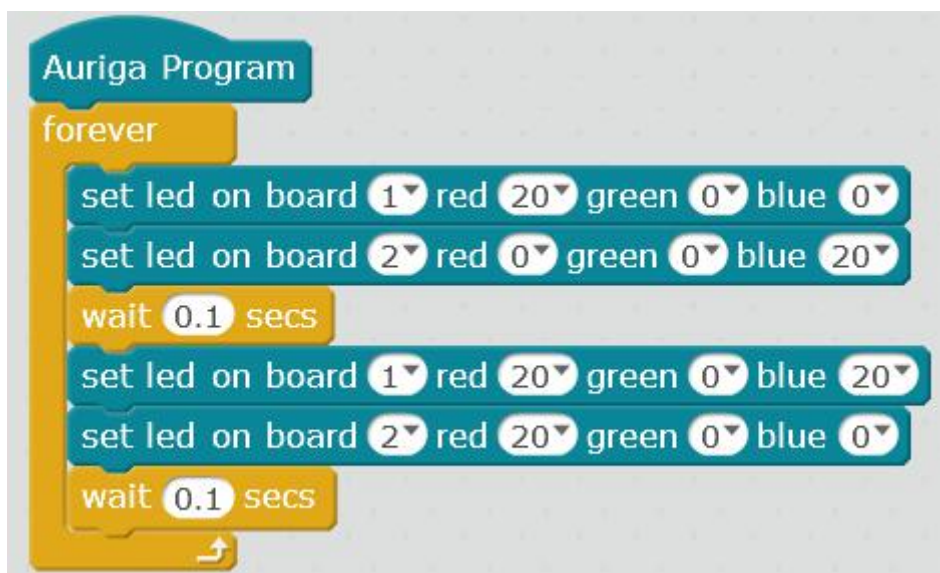 Auriga Program
forever
set led on board 1 red 20 green 0 blue 0
set led on board 2 red 0 green 0 blue 20
wait 0.1 secs
set led on board 1 red 20 green 0 blue 20
set led on board 2 red 20 green 0 blue 0
wait 0.1 secs